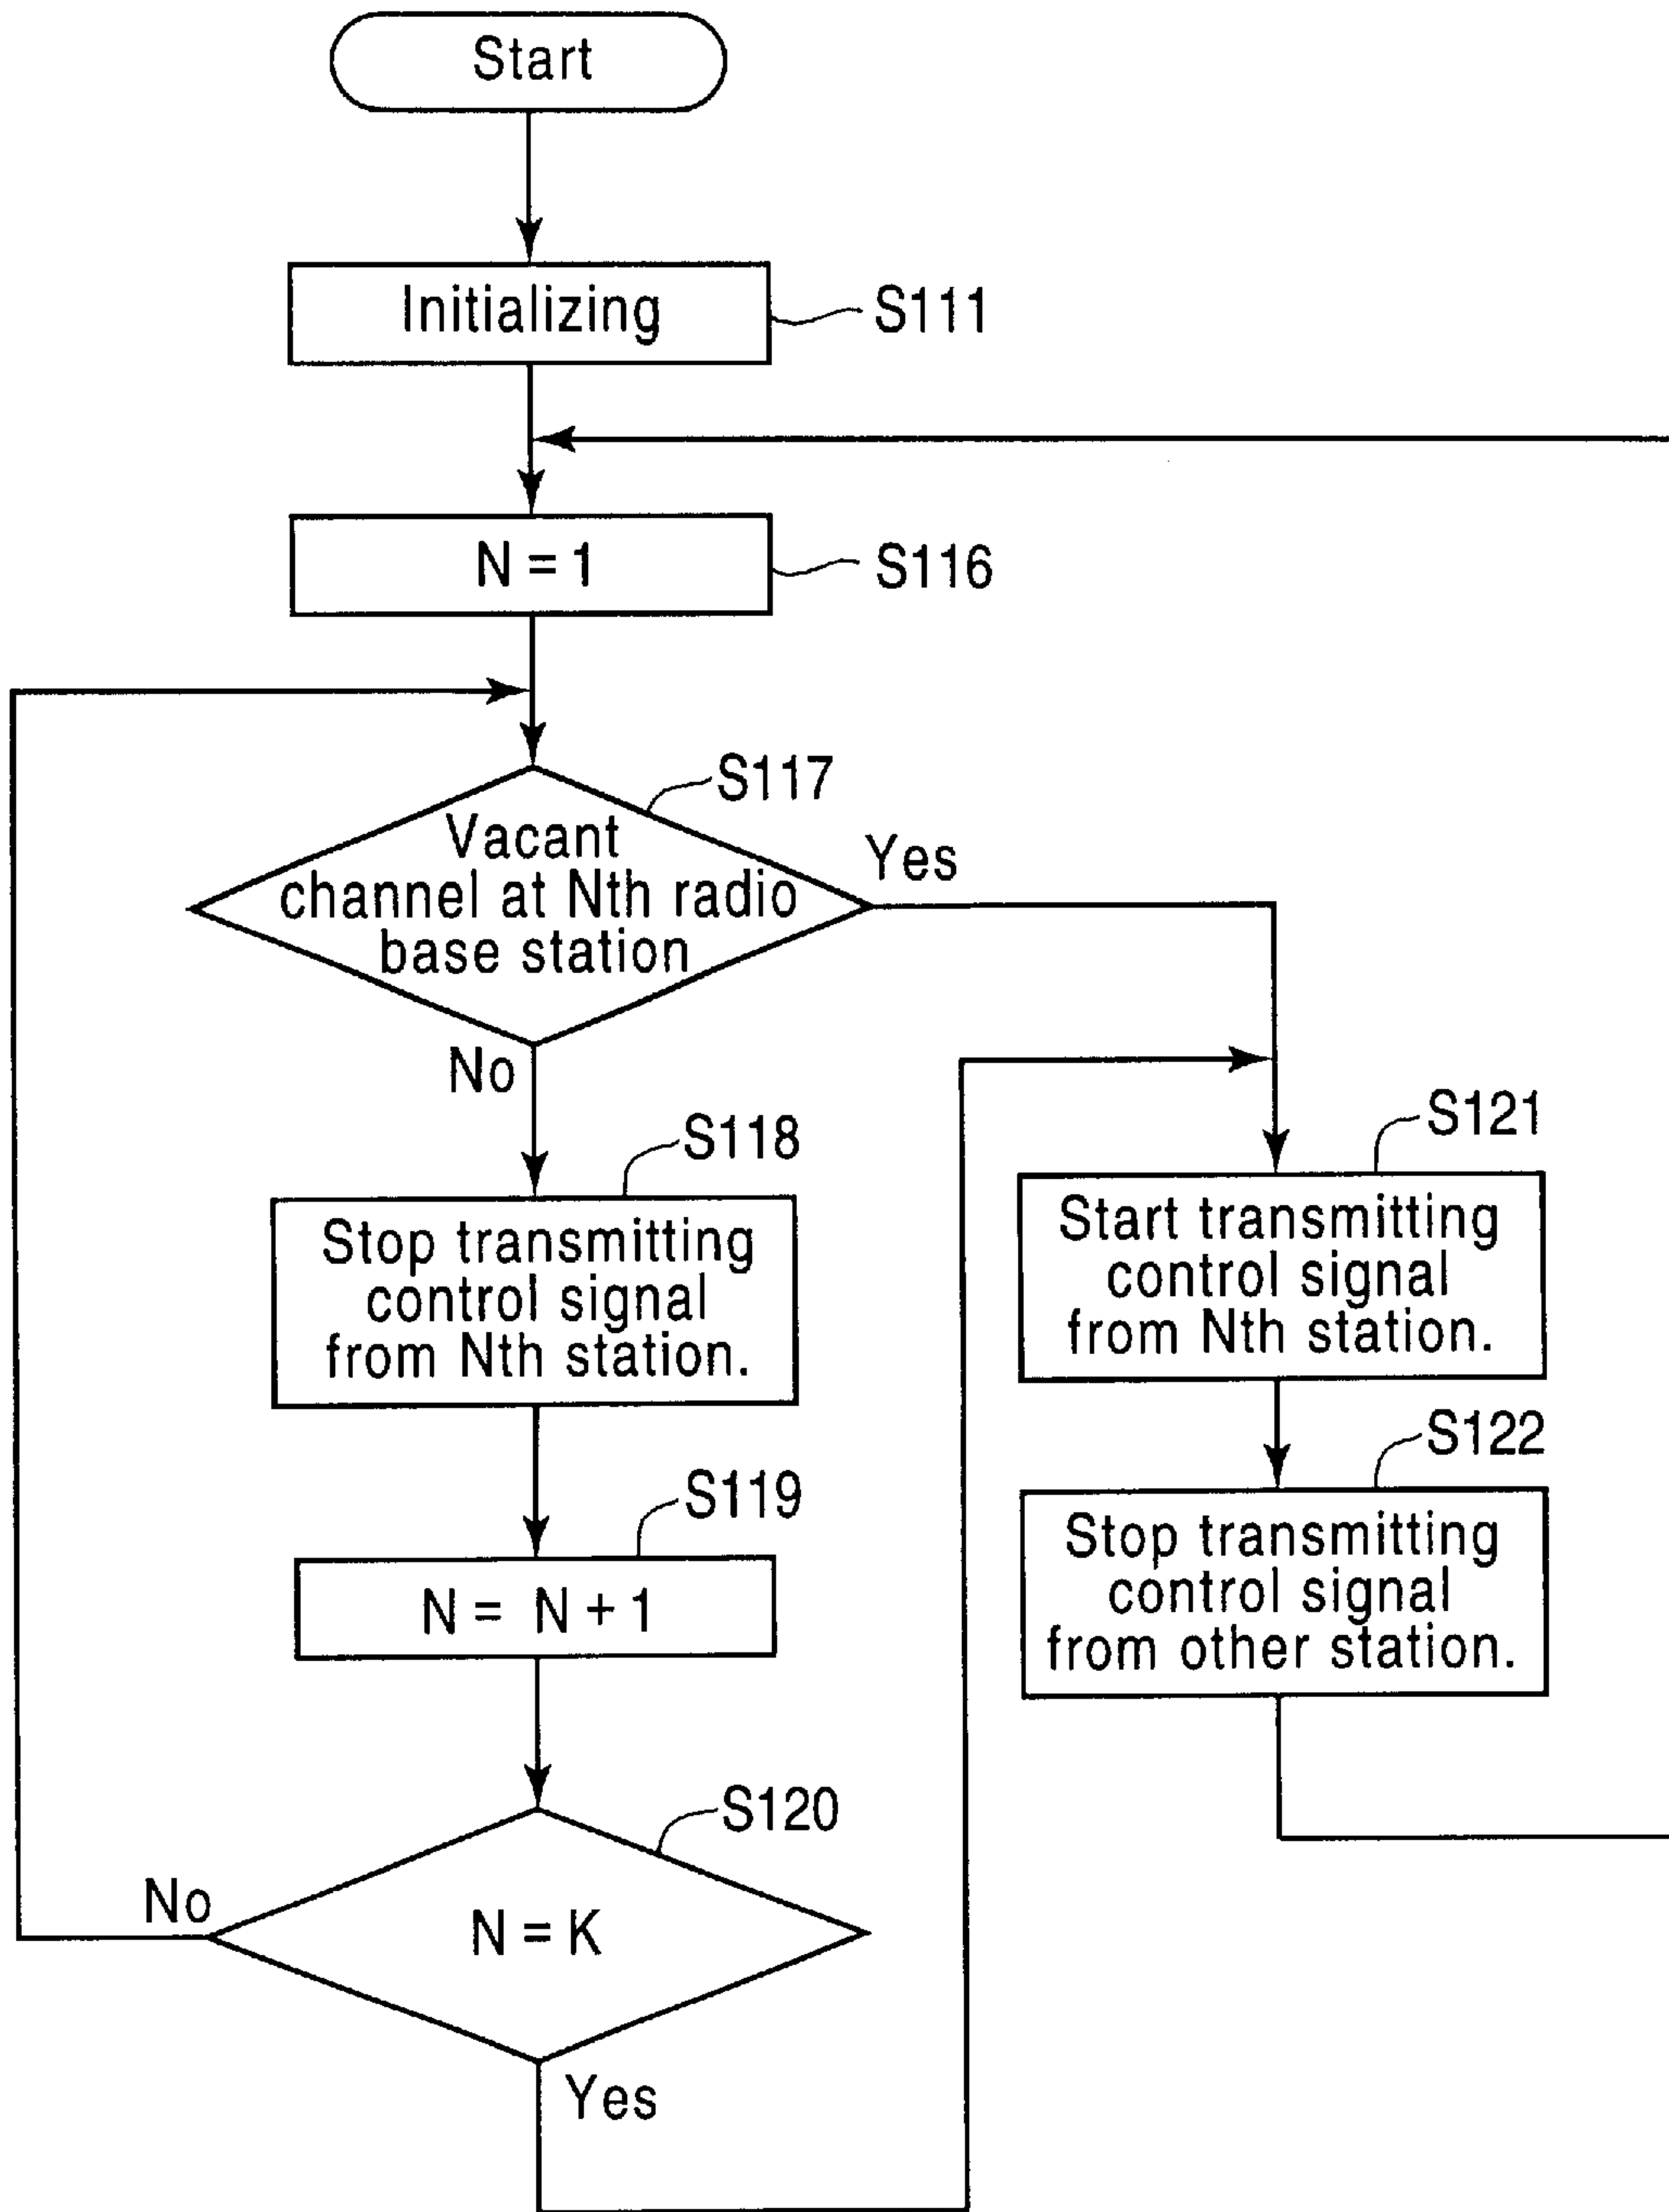 Start
Initializing
S111
N = 1
S116
S117
Vacant
channel at Nth radio
base station
Yes
No
S118
Stop transmitting
control signal
from Nth station.
S119
N = N + 1
S120
N = K
No
Yes
S121
Start transmitting
control signal
from Nth station.
S122
Stop transmitting
control signal
from other station.